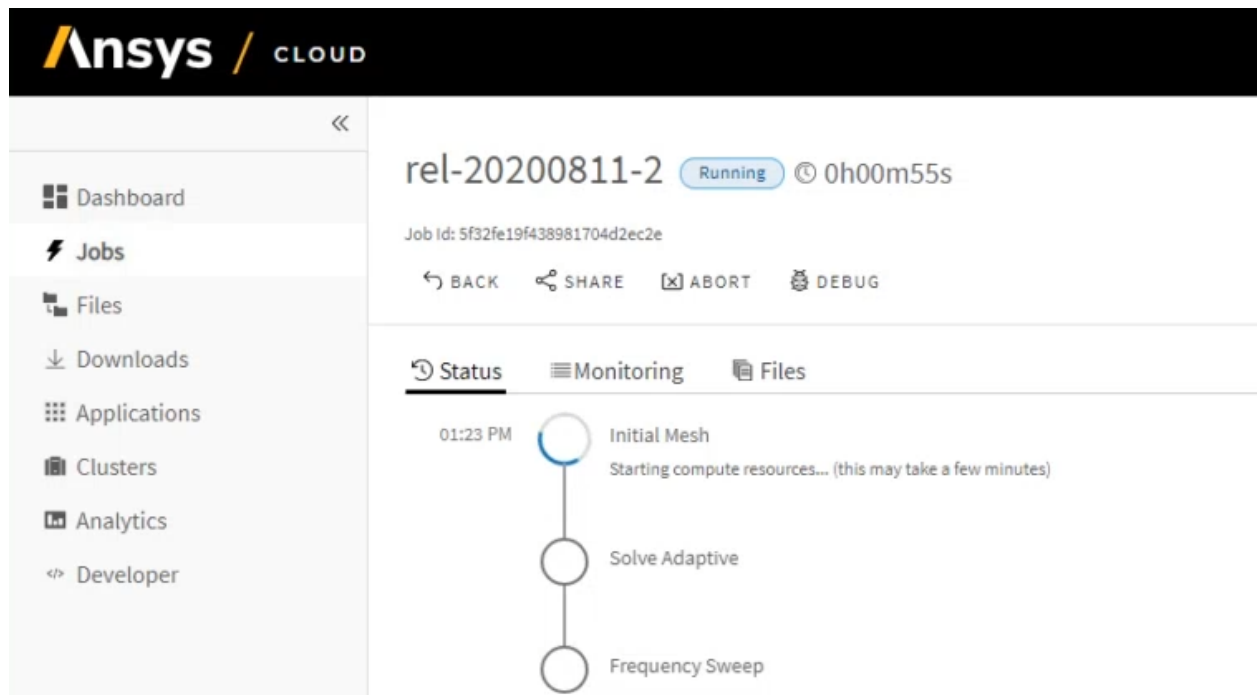 Ansys / CLOUD
Dashboard
Jobs
Files
Downloads
Applications
Clusters
Analytics
Developer
rel-20200811-2 Running 0h00m55s
Job Id: 5f32fe19f438981704d2ec2e
BACK SHARE ABORT DEBUG
Status Monitoring Files
01:23 PM Initial Mesh
Starting compute resources... (this may take a few minutes)
Solve Adaptive
Frequency Sweep